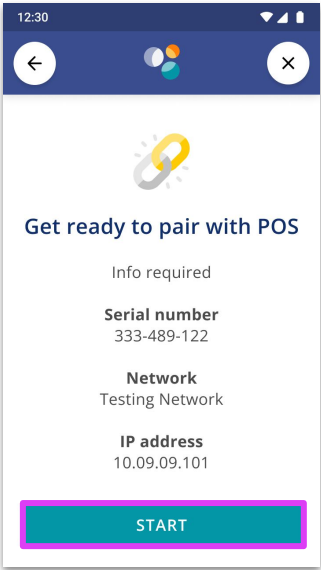 12:30
Get ready to pair with POS
Info required
Serial number
333-489-122
Network
Testing Network
IP address
10.09.09.101
START